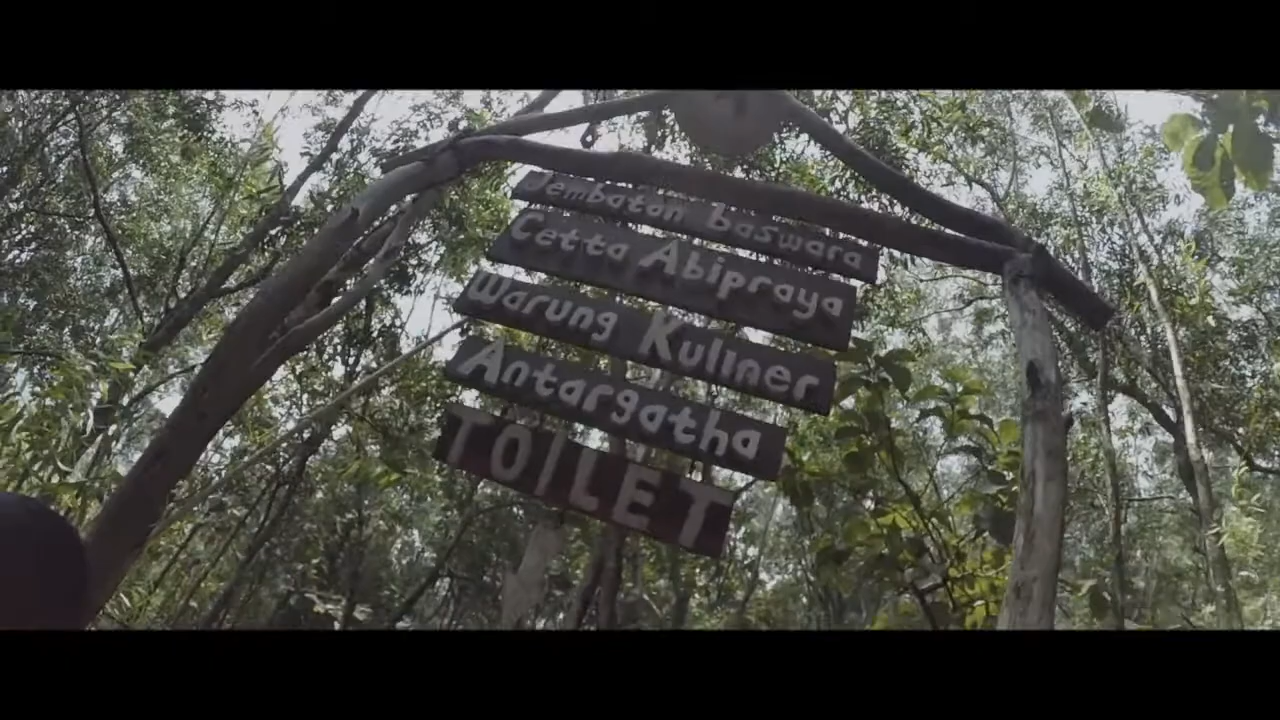 Jembatan baswara
Cetta Abipraya
Warung Kuliner
Antargatha
TOILET